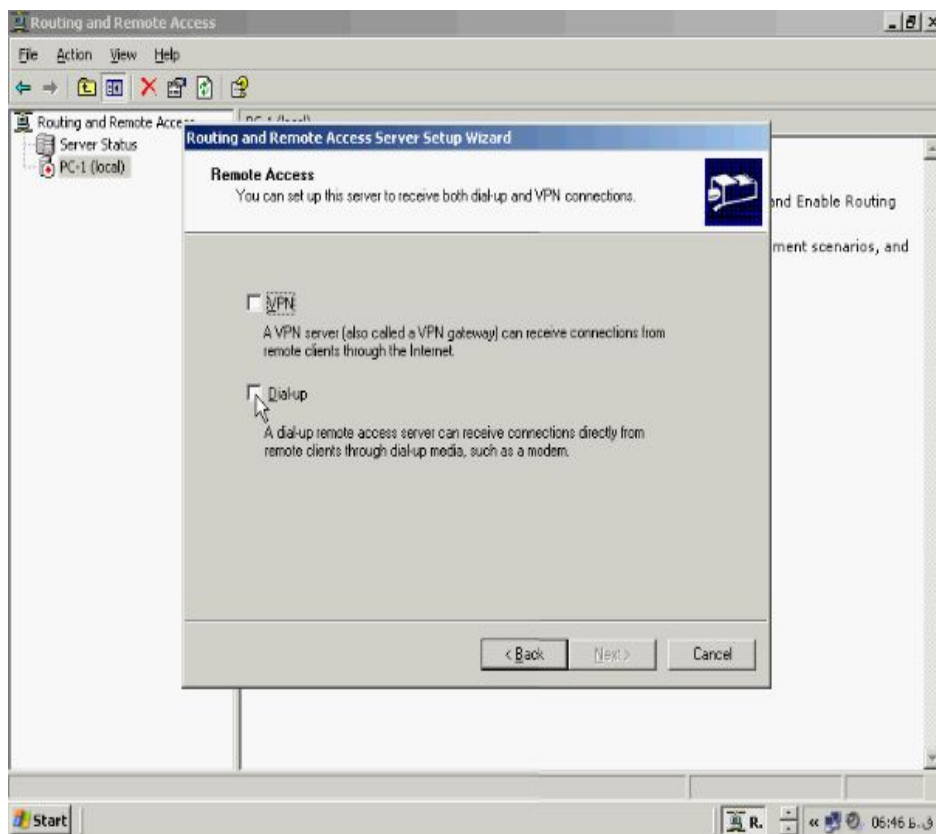 Routing and Remote Access
File Action View Help
Routing and Remote Acce
Server Status
PC-1 (local)
Routing and Remote Access Server Setup Wizard
Remote Access
You can set up this server to receive both dial-up and VPN connections.
and Enable Routing
ment scenarios, and
VPN
A VPN server (also called a VPN gateway) can receive connections from
remote clients through the Internet.
Dial-up
A dial-up remote access server can receive connections directly from
remote clients through dial-up media, such as a modem.
< Back Next > Cancel
Start R. « 06:46